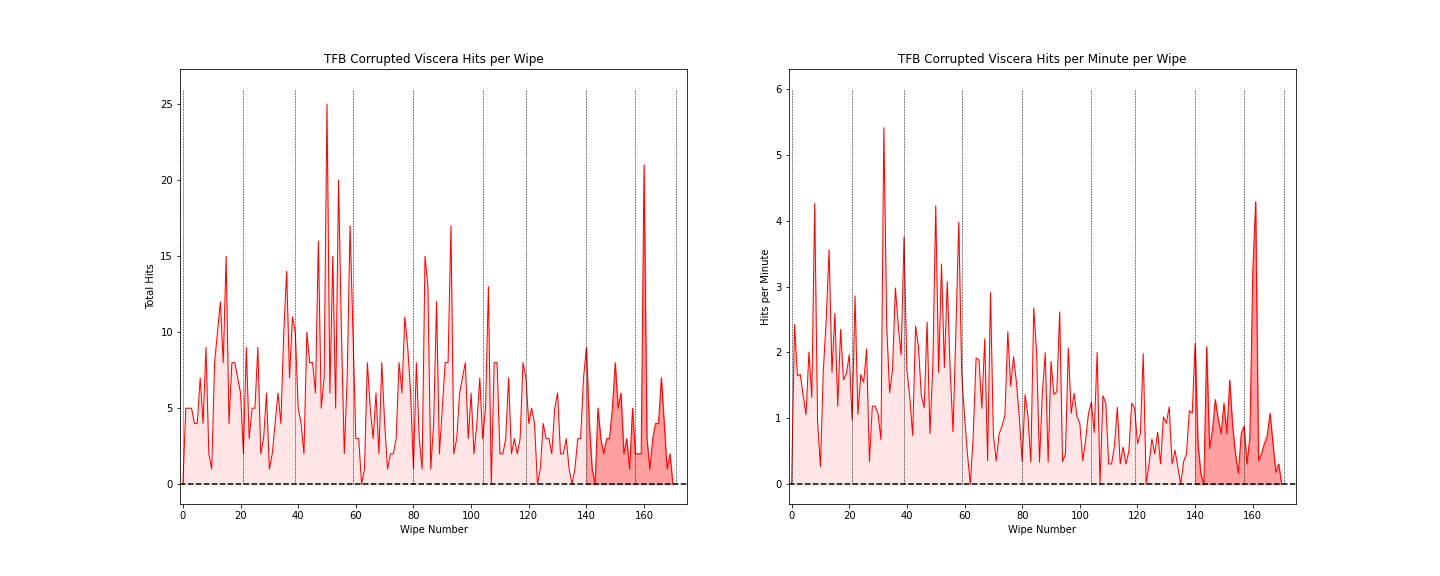 TFB Corrupted Viscera Hits per Wipe
Total Hits
25
20
15
10
5
0
0 20 40 60 80 100 120 140 160
Wipe Number
TFB Corrupted Viscera Hits per Minute per Wipe
Hits per Minute
6
5
4
3
2
1
0
0 20 40 60 80 100 120 140 160
Wipe Number